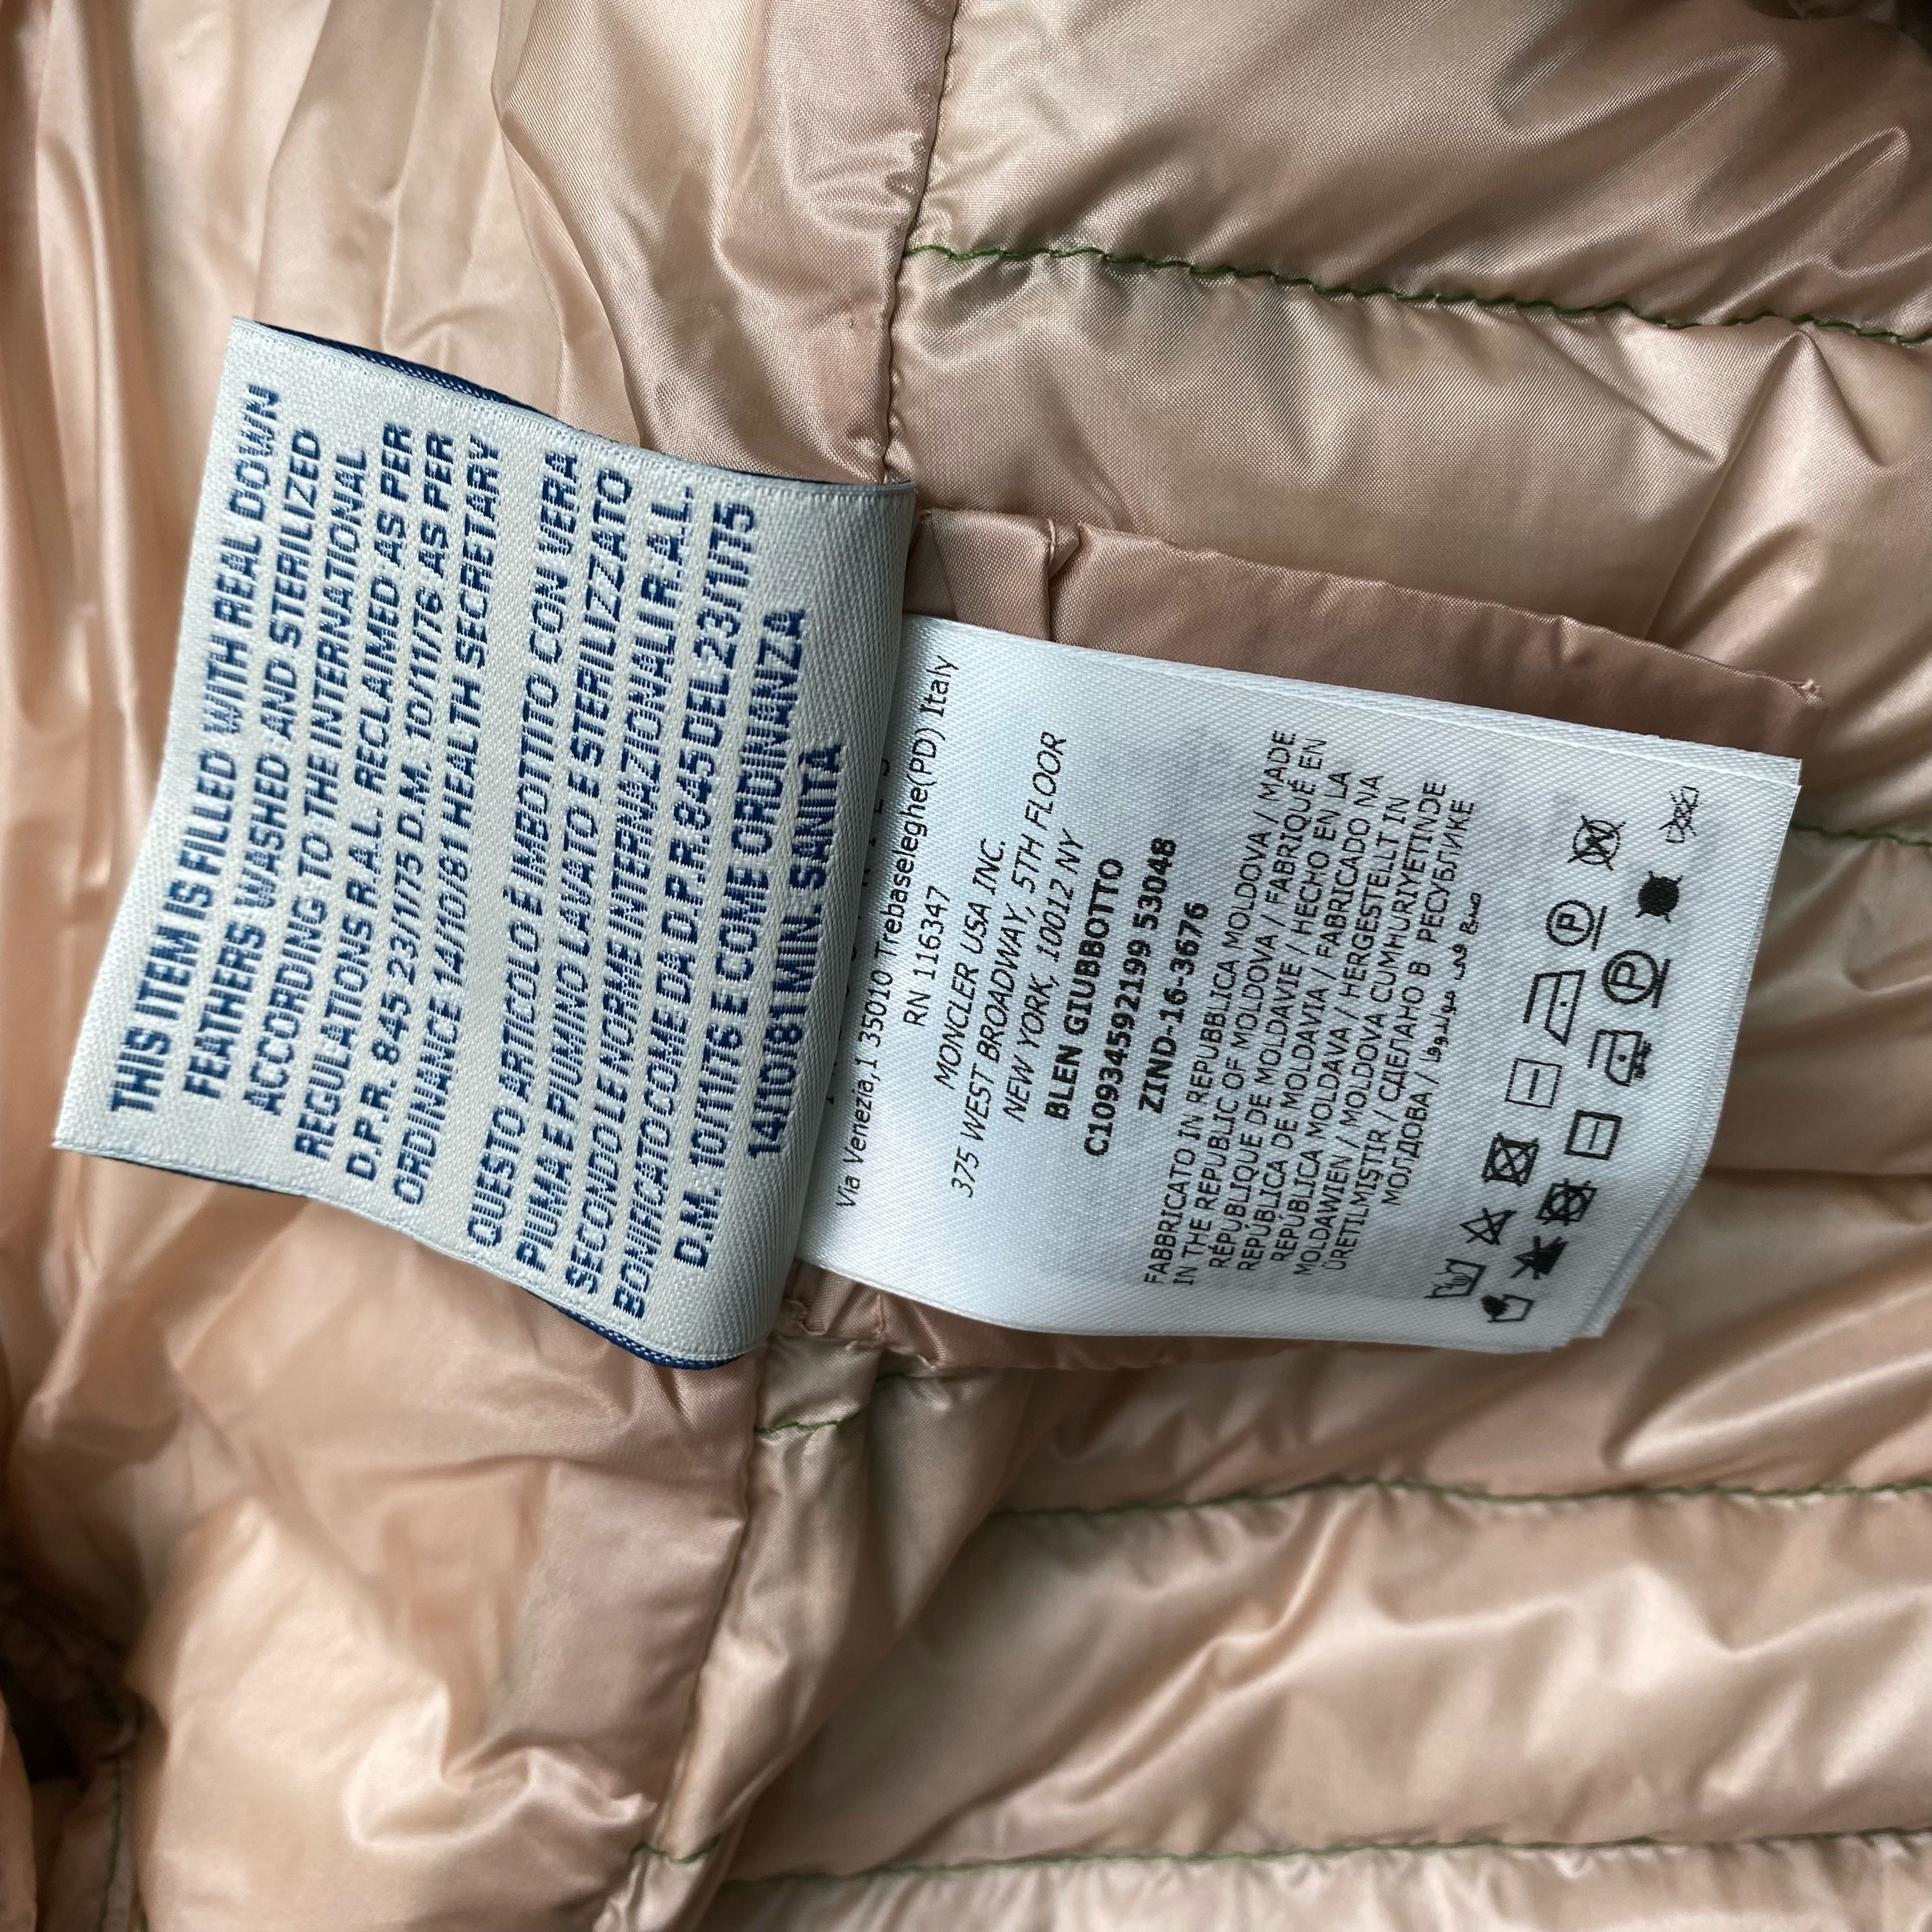 THIS ITEM IS FILLED WITH REAL DOWN
FEATHERS WASHED AND STERILIZED
ACCORDING TO THE INTERNATIONAL
REGULATIONS R.A.L. RECLAIMED AS PER
D.P.R. 845 23/1/75 D.M. 10/11/76 AS PER
ORDINANCE 14/10/81 HEALTH SECRETARY
QUESTO ARTICOLO È IMBOTTITO CON VERA
PIUMA E PIUMINO LAVATO E STERILIZZATO
SECONDO LE NORME INTERNAZIONALI R.A.L.
BONIFICATO COME DA D.P.R. 845 DEL 23/1/75
D.M. 10/11/76 E COME ORDINANZA
14/10/81 MIN SANITÀ
Via Venezia,1 35010 Trebaseleghe(PD) Italy
RN 116347
MONCLER USA INC.
375 WEST BROADWAY, 5TH FLOOR
NEW YORK, 10012 NY
BLEN GIUBBOTTO
C10934592199 53048
ZIND-16-3676
FABBRICATO IN REPUBBLICA MOLDOVA / MADE
IN THE REPUBLIC OF MOLDOVA / FABRIQUÉ EN
RÉPUBLIQUE DE MOLDAVIE / HECHO EN LA
REPÚBLICA DE MOLDAVIA / FABRICADO NA
REPÚBLICA MOLDAVA / HERGESTELLT IN
MOLDAWIEN / MOLDOVA CUMHURIYETINDE
ÜRETILMIŞTIR / СДЕЛАНО В РЕСУБЛИКЕ
МОЛДОВА / صنع في مولدوفا
P
P